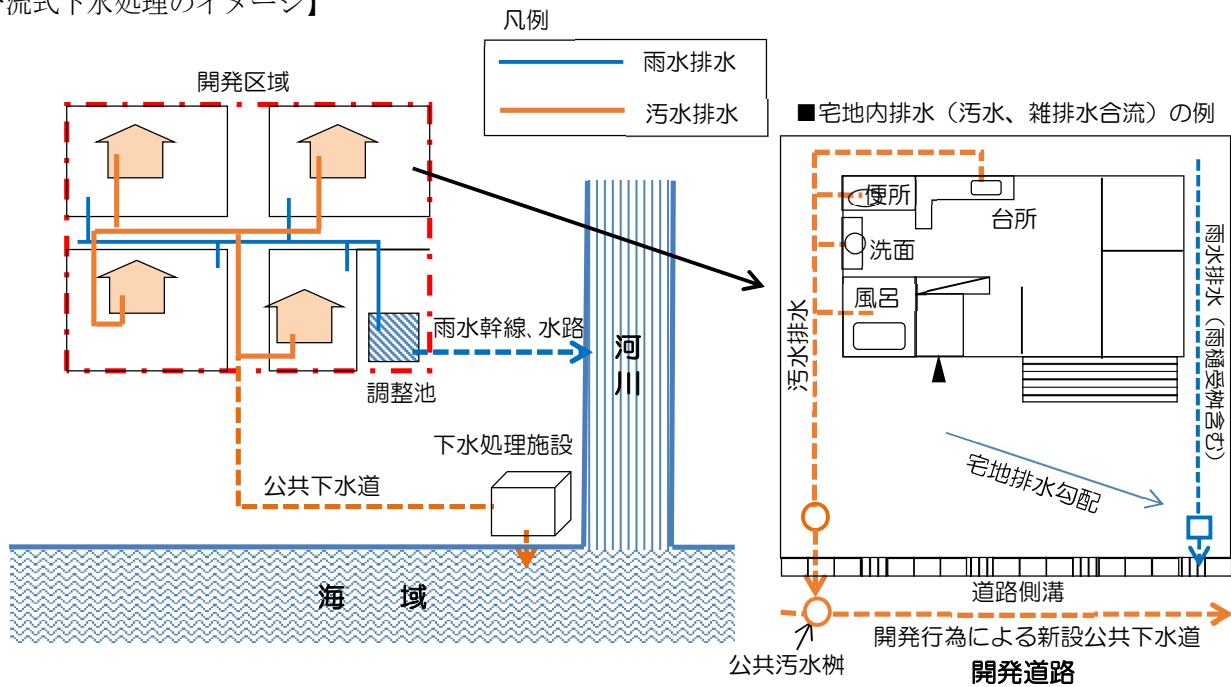 流式下水処理のイメージ】
凡例
雨水排水
汚水排水
開発区域
■宅地内排水（汚水、雑排水合流）の例
便所
台所
洗面
風呂
汚水排水
雨水排水（雨樋受桝含む）
雨水幹線、水路
河川
調整池
下水処理施設
公共下水道
宅地排水勾配
海　域
道路側溝
開発行為による新設公共下水道
公共汚水桝
開発道路